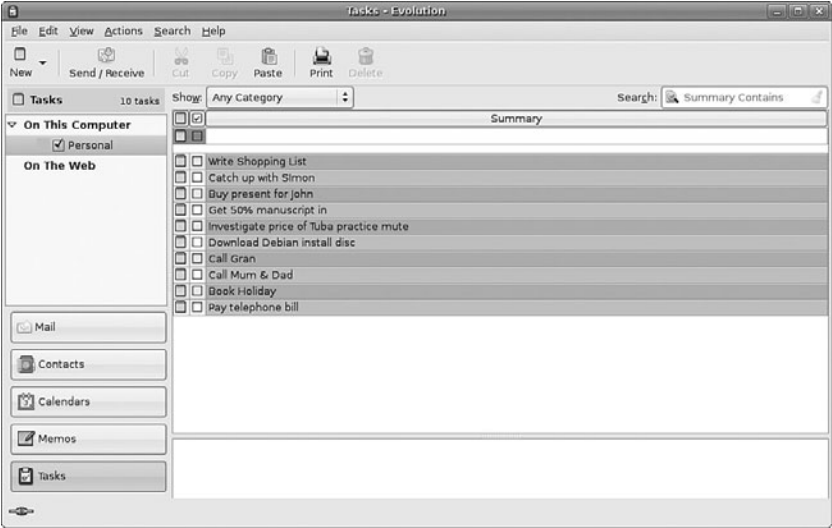 Tasks - Evolution
File Edit View Actions Search Help
New Send / Receive Cut Copy Paste Print Delete
Tasks 10 tasks
Show: Any Category Search: Summary Contains
On This Computer
Personal
On The Web
Summary
Write Shopping List
Catch up with Simon
Buy present for John
Get 50% manuscript in
Investigate price of Tuba practice mute
Download Debian install disc
Call Gran
Call Mum & Dad
Book Holiday
Pay telephone bill
Mail
Contacts
Calendars
Memos
Tasks